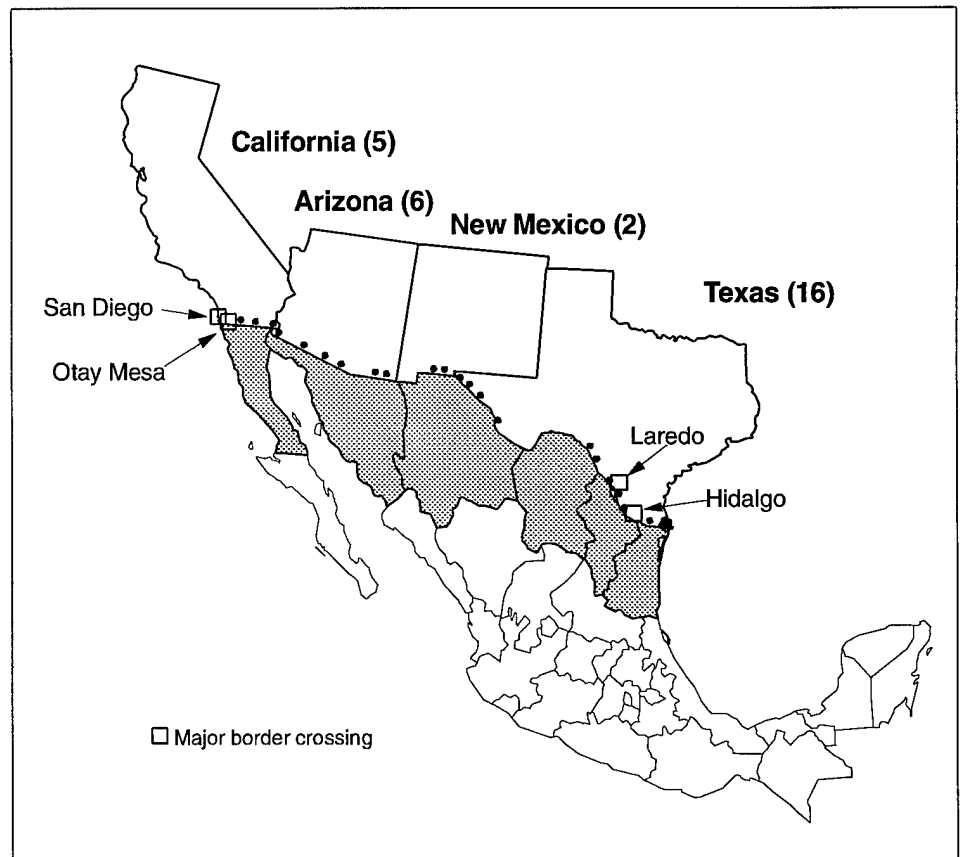 California (5)
Arizona (6)
New Mexico (2)
Texas (16)
San Diego
Otay Mesa
Laredo
Hidalgo
Major border crossing